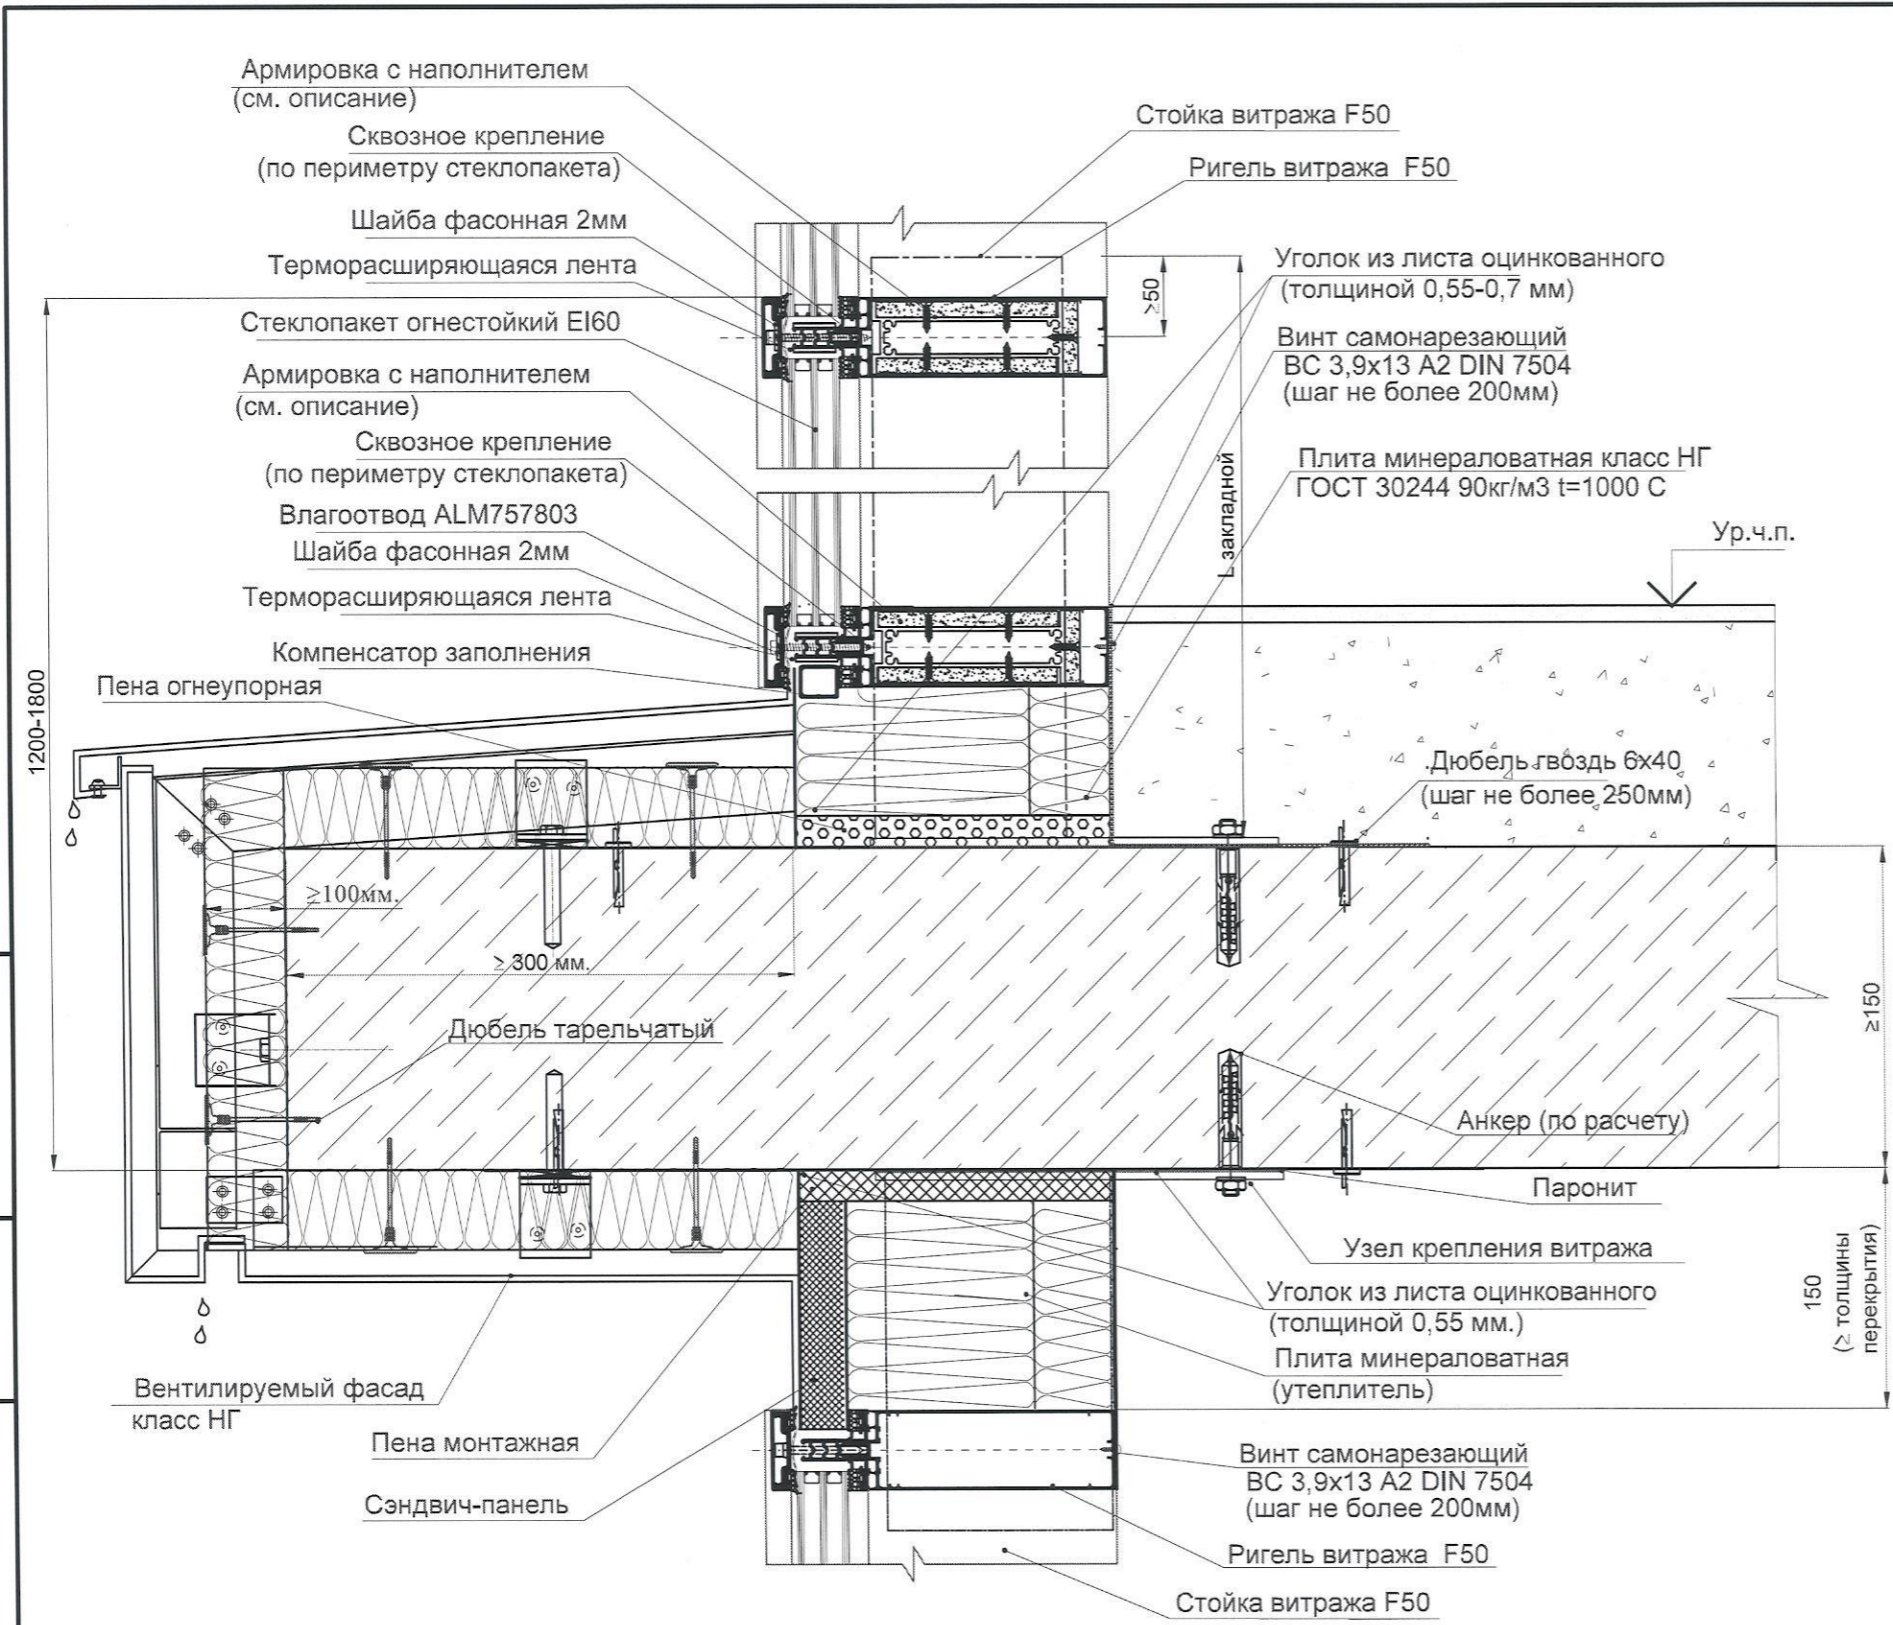 Армировка с наполнителем
(см. описание)
Сквозное крепление
(по периметру стеклопакета)
Шайба фасонная 2мм
Терморасширяющаяся лента
Стеклопакет огнестойкий EI60
Армировка с наполнителем
(см. описание)
Сквозное крепление
(по периметру стеклопакета)
Влагоотвод ALM757803
Шайба фасонная 2мм
Терморасширяющаяся лента
Компенсатор заполнения
Пена огнеупорная
1200-1800
Стойка витража F50
Ригель витража F50
≥50
Уголок из листа оцинкованного
(толщиной 0,55-0,7 мм)
Винт самонарезающий
ВС 3,9х13 А2 DIN 7504
(шаг не более 200мм)
L закладной
Плита минераловатная класс НГ
ГОСТ 30244 90кг/м3 t=1000 С
Ур.ч.п.
Дюбель-гвоздь 6х40
(шаг не более 250мм)
≥100мм.
≥ 300 мм.
Дюбель тарельчатый
≥150
Анкер (по расчету)
Паронит
Узел крепления витража
Уголок из листа оцинкованного
(толщиной 0,55 мм.)
Плита минераловатная
(утеплитель)
150
(≥ толщины
перекрытия)
Вентилируемый фасад
класс НГ
Пена монтажная
Сэндвич-панель
Винт самонарезающий
ВС 3,9х13 А2 DIN 7504
(шаг не более 200мм)
Ригель витража F50
Стойка витража F50